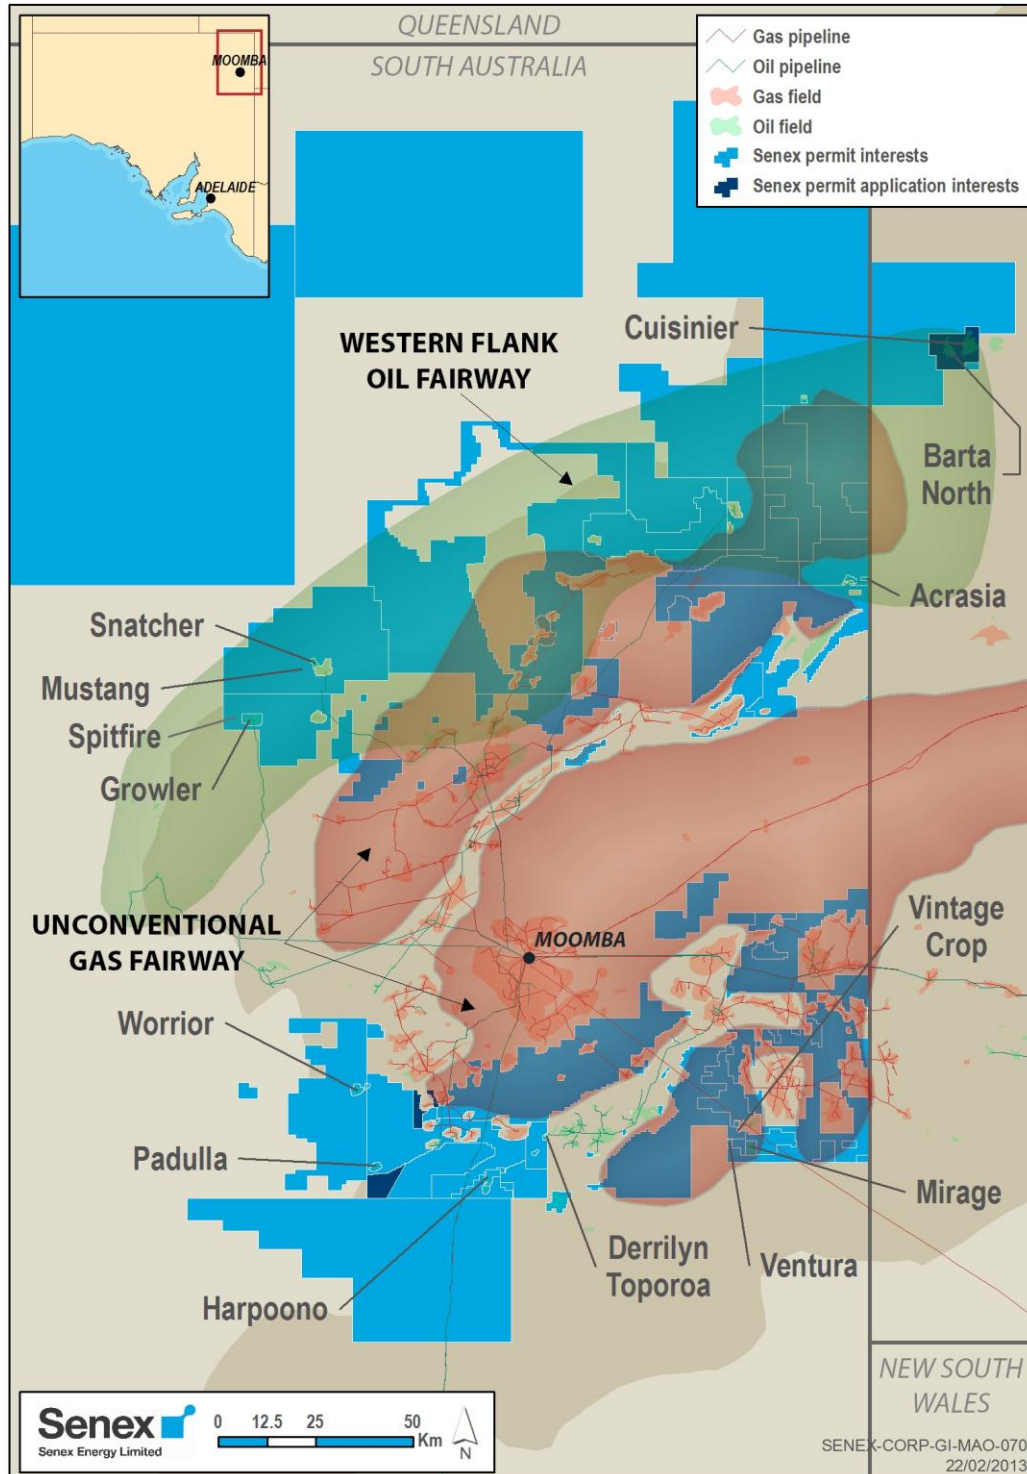 QUEENSLAND
SOUTH AUSTRALIA
MOOMBA
ADELAIDE
Gas pipeline
Oil pipeline
Gas field
Oil field
Senex permit interests
Senex permit application interests
Cuisinier
WESTERN FLANK
OIL FAIRWAY
Barta
North
Acrasia
Snatcher
Mustang
Spitfire
Growler
UNCONVENTIONAL
GAS FAIRWAY
MOOMBA
Vintage
Crop
Worrior
Padulla
Mirage
Derrilyn
Toporoa
Ventura
Harpoono
NEW SOUTH
WALES
Senex
Senex Energy Limited
0 12.5 25 50
Km
N
SENEX-CORP-GI-MAO-070
22/02/2013